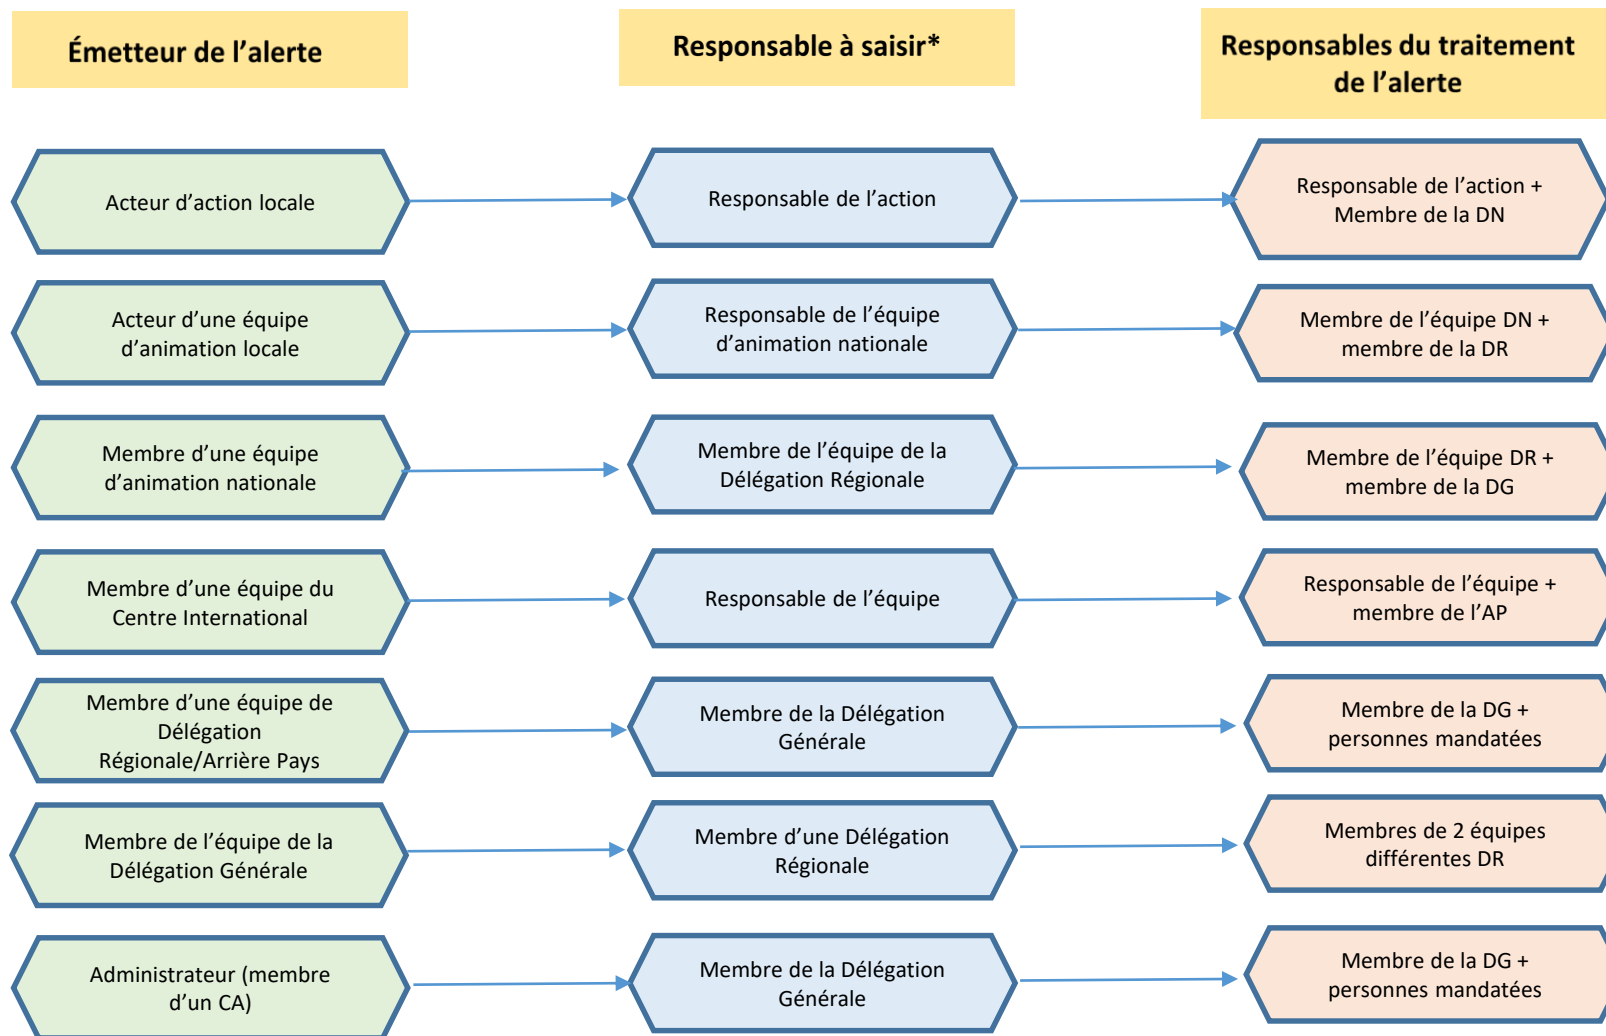 Émetteur de l’alerte
Responsable à saisir*
Responsables du traitement
de l’alerte
Acteur d’action locale
Responsable de l’action
Responsable de l’action +
Membre de la DN
Acteur d’une équipe
d’animation locale
Responsable de l’équipe
d’animation nationale
Membre de l’équipe DN +
membre de la DR
Membre d’une équipe
d’animation nationale
Membre de l’équipe de la
Délégation Régionale
Membre de l’équipe DR +
membre de la DG
Membre d’une équipe du
Centre International
Responsable de l’équipe
Responsable de l’équipe +
membre de l’AP
Membre d’une équipe de
Délégation
Régionale/Arrière Pays
Membre de la Délégation
Générale
Membre de la DG +
personnes mandatées
Membre de l’équipe de la
Délégation Générale
Membre d’une Délégation
Régionale
Membres de 2 équipes
différentes DR
Administrateur (membre
d’un CA)
Membre de la Délégation
Générale
Membre de la DG +
personnes mandatées